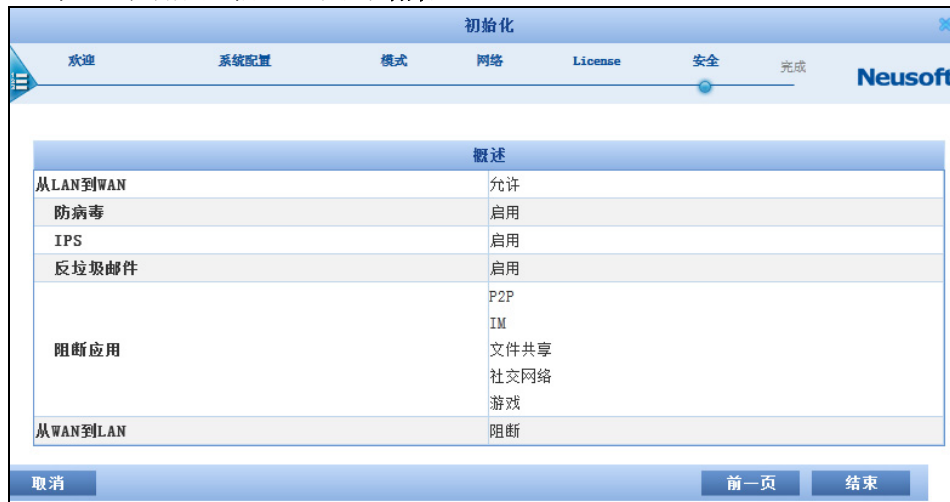 初始化
欢迎 系统配置 模式 网络 License 安全 完成
Neusoft
概述
从LAN到WAN 允许
防病毒 启用
IPS 启用
反垃圾邮件 启用
阻断应用 P2P
IM
文件共享
社交网络
游戏
从WAN到LAN 阻断
取消 前一页 结束